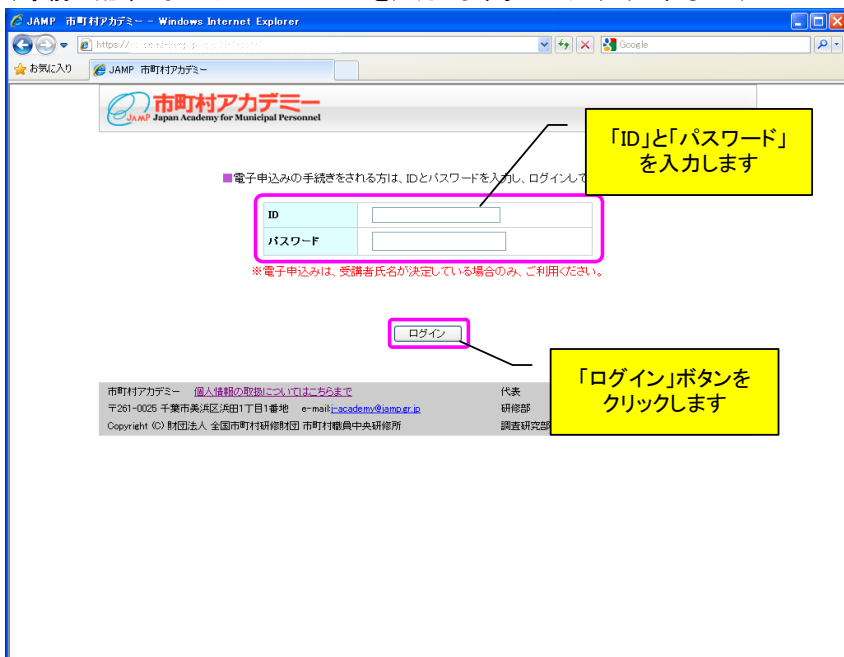 JAMP 市町村アカデミー - Windows Internet Explorer
https://
Google
お気に入り
JAMP 市町村アカデミー
市町村アカデミー
JAMP Japan Academy for Municipal Personnel
「ID」と「パスワード」
を入力します
■電子申込みの手続きをされる方は、IDとパスワードを入力し、ログインして
ID
パスワード
※電子申込みは、受講者氏名が決定している場合のみ、ご利用ください。
ログイン
「ログイン」ボタンを
クリックします
市町村アカデミー 個人情報の取扱についてはこちらまで 代表
〒261-0025 千葉市美浜区浜田1丁目1番地 e-mail:j-academy@jamp.gr.jp 研修部
Copyright (C) 財団法人 全国市町村研修財団 市町村職員中央研修所 調査研究部